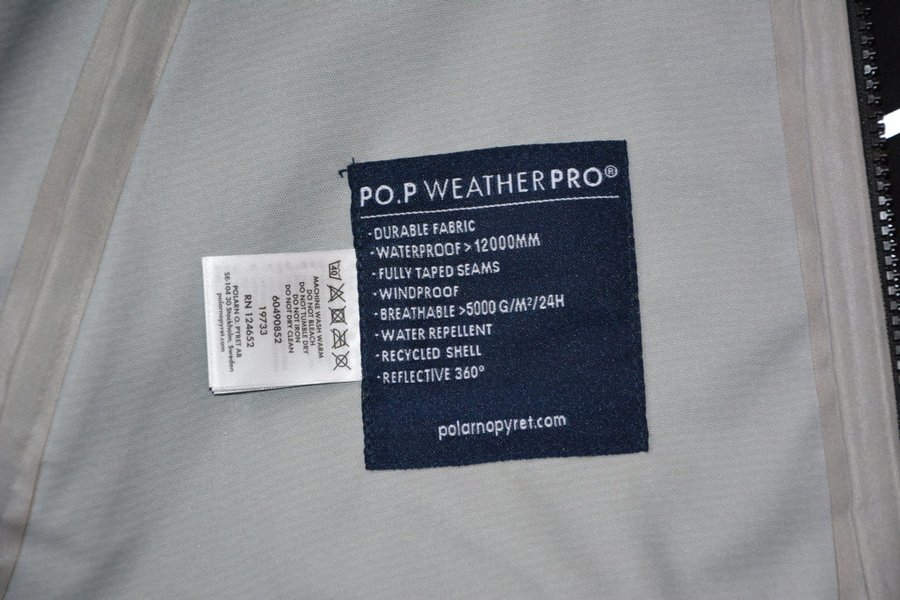 PO.P WEATHERPRO®
-DURABLE FABRIC
-WATERPROOF>12000MM
-FULLY TAPED SEAMS
-WINDPROOF
-BREATHABLE >5000 G/M²/24H
-WATER REPELLENT
-RECYCLED SHELL
-REFLECTIVE 360°
polarnopyret.com
40
MACHINE WASH WARM
DO NOT BLEACH
DO NOT TUMBLE DRY
DO NOT IRON
DO NOT DRY CLEAN
60490852
19733
RN 124652
POLARN O. PYRET AB
SE-104 30 Stockholm, Sweden
polarnopyret.com